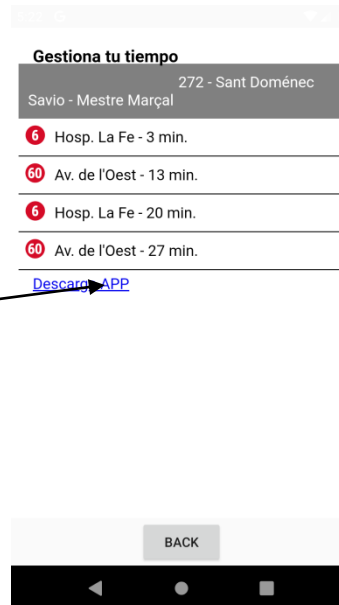 Gestiona tu tiempo
272 - Sant Doménec
Savio - Mestre Marçal
6 Hosp. La Fe - 3 min.
60 Av. de l'Oest - 13 min.
6 Hosp. La Fe - 20 min.
60 Av. de l'Oest - 27 min.
Descarga APP
BACK